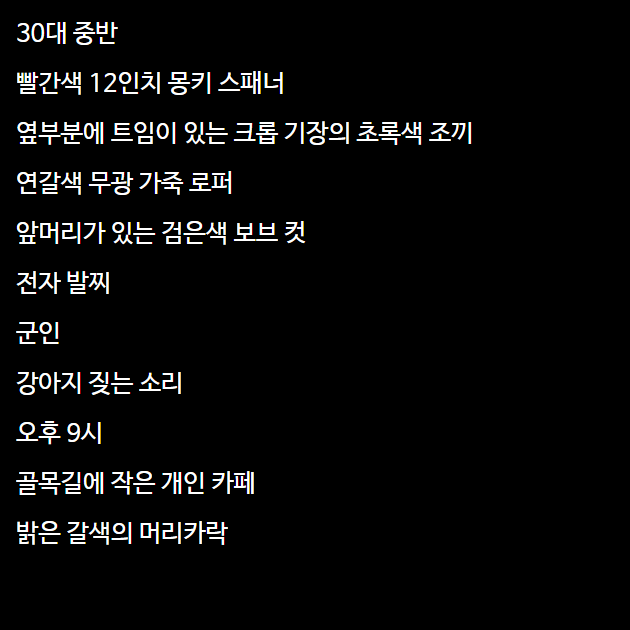 30대 중반
빨간색 12인치 몽키 스패너
옆부분에 트임이 있는 크롭 기장의 초록색 조끼
연갈색 무광 가죽 로퍼
앞머리가 있는 검은색 보브 컷
전자 발찌
군인
강아지 짖는 소리
오후 9시
골목길에 작은 개인 카페
밝은 갈색의 머리카락